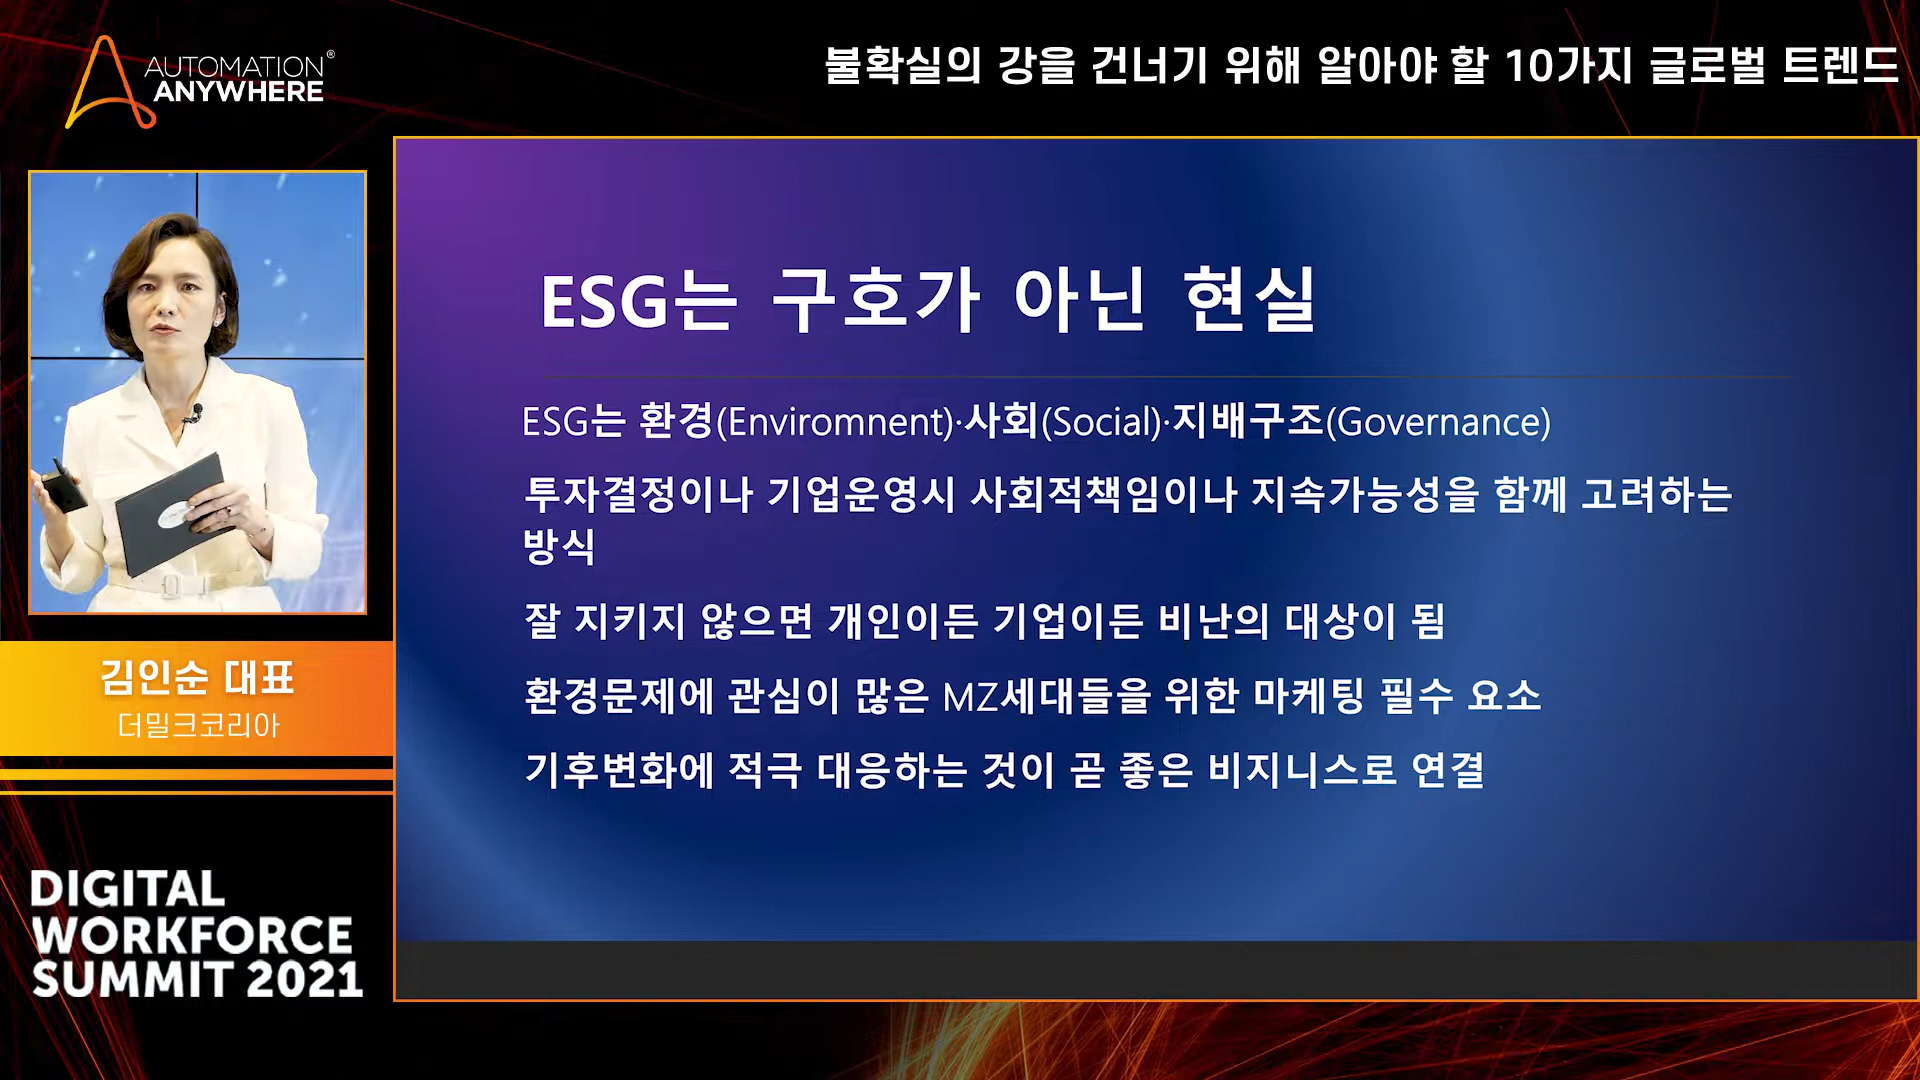 AUTOMATION
ANYWHERE®
불확실의 강을 건너기 위해 알아야 할 10가지 글로벌 트렌드
ESG는 구호가 아닌 현실
ESG는 환경(Enviromnent)·사회(Social)·지배구조(Governance)
투자결정이나 기업운영시 사회적책임이나 지속가능성을 함께 고려하는
방식
잘 지키지 않으면 개인이든 기업이든 비난의 대상이 됨
환경문제에 관심이 많은 MZ세대들을 위한 마케팅 필수 요소
기후변화에 적극 대응하는 것이 곧 좋은 비지니스로 연결
김인순 대표
더밀크코리아
DIGITAL
WORKFORCE
SUMMIT 2021